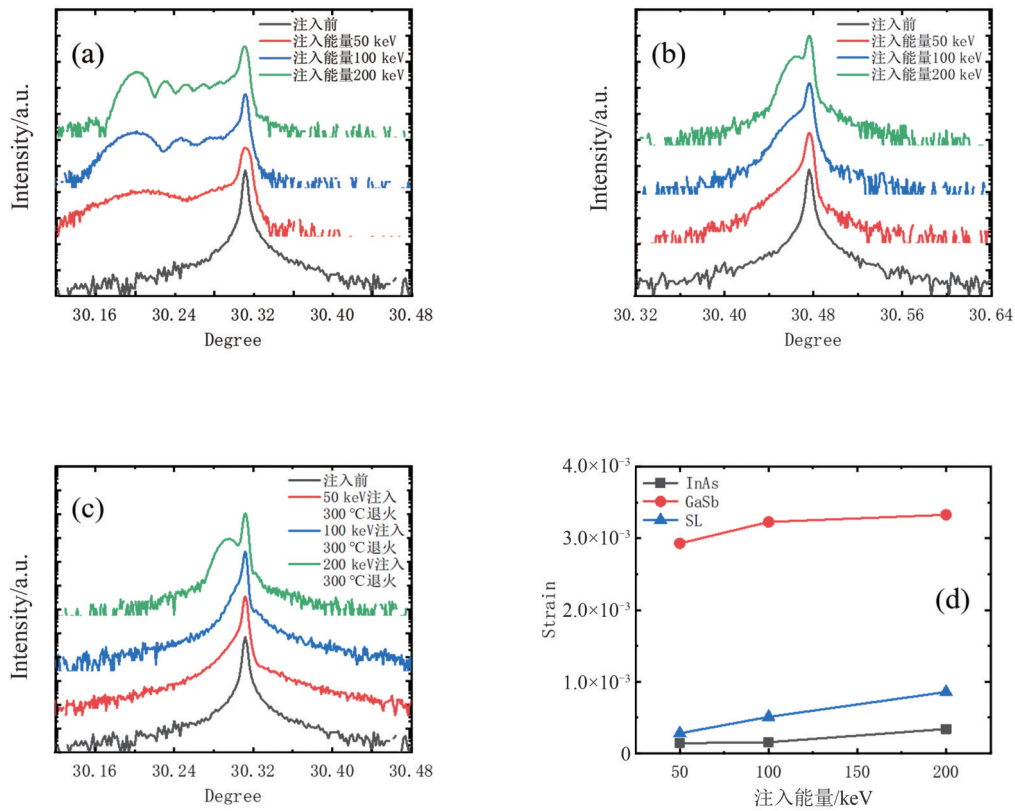 (a)
注入前
注入能量50 keV
注入能量100 keV
注入能量200 keV
Intensity/a.u.
30.16 30.24 30.32 30.40 30.48
Degree
(b)
注入前
注入能量50 keV
注入能量100 keV
注入能量200 keV
Intensity/a.u.
30.32 30.40 30.48 30.56 30.64
Degree
(c)
注入前
50 keV注入
300 ℃退火
100 keV注入
300 ℃退火
200 keV注入
300 ℃退火
Intensity/a.u.
30.16 30.24 30.32 30.40 30.48
Degree
InAs
GaSb
SL
(d)
Strain
4.0×10⁻³
3.0×10⁻³
2.0×10⁻³
1.0×10⁻³
0
50 100 150 200
注入能量/keV